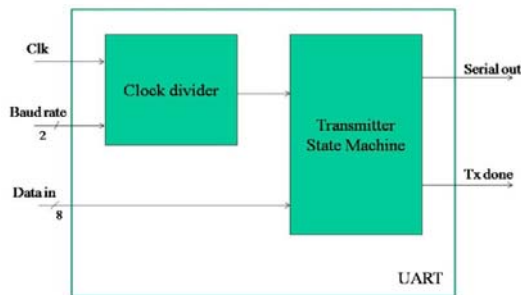 Clk
Clock divider
Baud rate
2
Data in
8
Transmitter
State Machine
Serial out
Tx done
UART